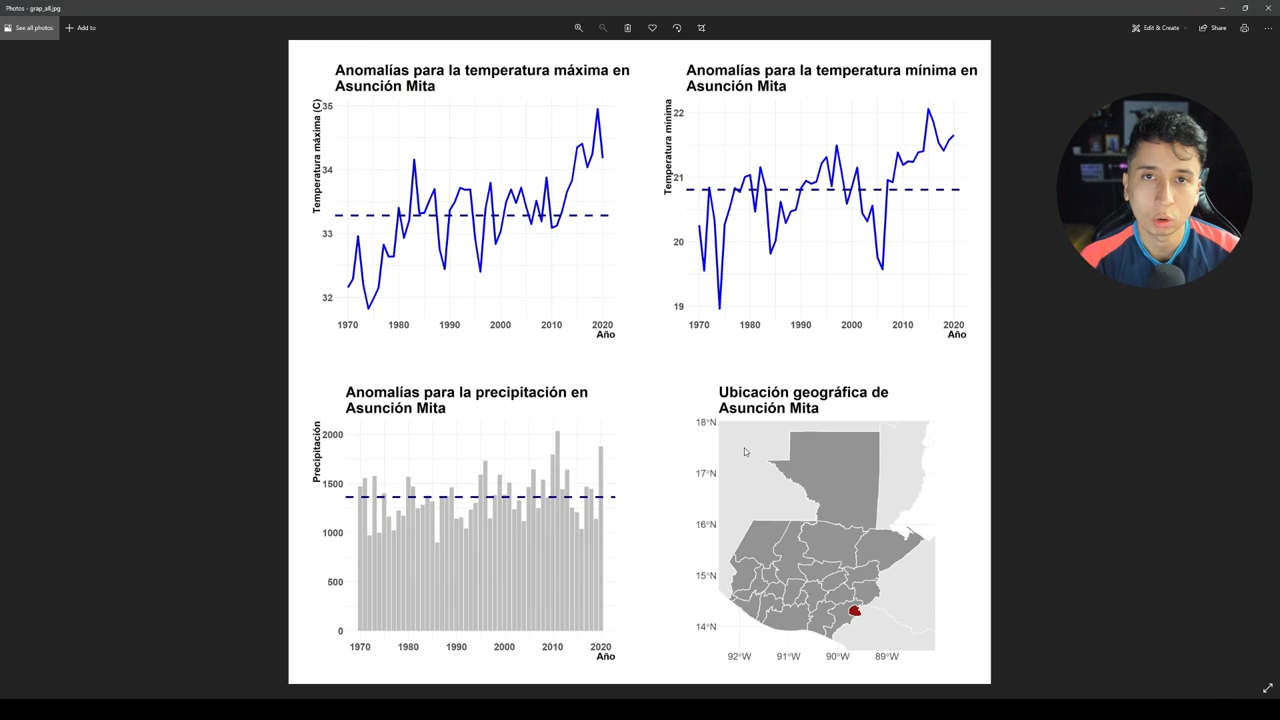 Photos - grap_all.jpg
See all photos
Add to
Edit & Create
Share
Anomalías para la temperatura máxima en
Asunción Mita
Temperatura máxima (C)
35
34
33
32
1970
1980
1990
2000
2010
2020
Año
Anomalías para la temperatura mínima en
Asunción Mita
Temperatura mínima
22
21
20
19
1970
1980
1990
2000
2010
2020
Año
Anomalías para la precipitación en
Asunción Mita
Precipitación
2000
1500
1000
500
0
1970
1980
1990
2000
2010
2020
Año
Ubicación geográfica de
Asunción Mita
18°N
17°N
16°N
15°N
14°N
92°W
91°W
90°W
89°W